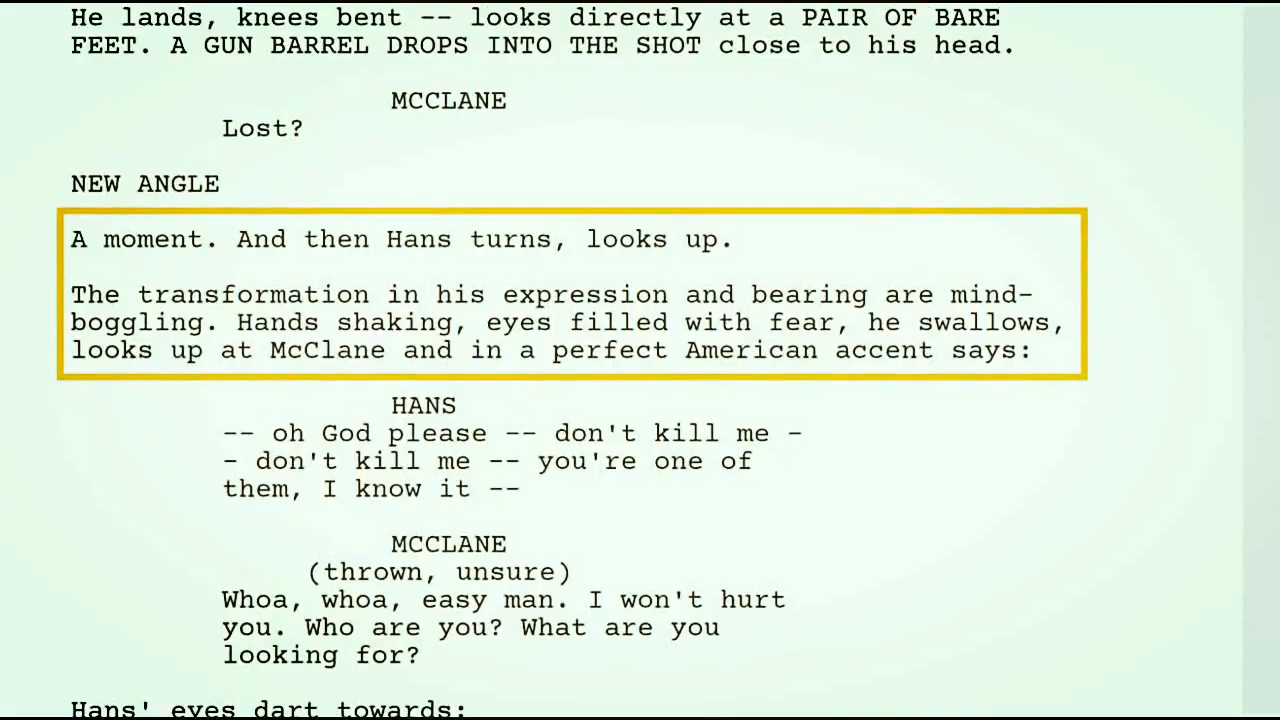 He lands, knees bent -- looks directly at a PAIR OF BARE
FEET. A GUN BARREL DROPS INTO THE SHOT close to his head.
MCCLANE
Lost?
NEW ANGLE
A moment. And then Hans turns, looks up.
The transformation in his expression and bearing are mind-
boggling. Hands shaking, eyes filled with fear, he swallows,
looks up at McClane and in a perfect American accent says:
HANS
-- oh God please -- don't kill me -
- don't kill me -- you're one of
them, I know it --
MCCLANE
(thrown, unsure)
Whoa, whoa, easy man. I won't hurt
you. Who are you? What are you
looking for?
Hans' eyes dart towards: